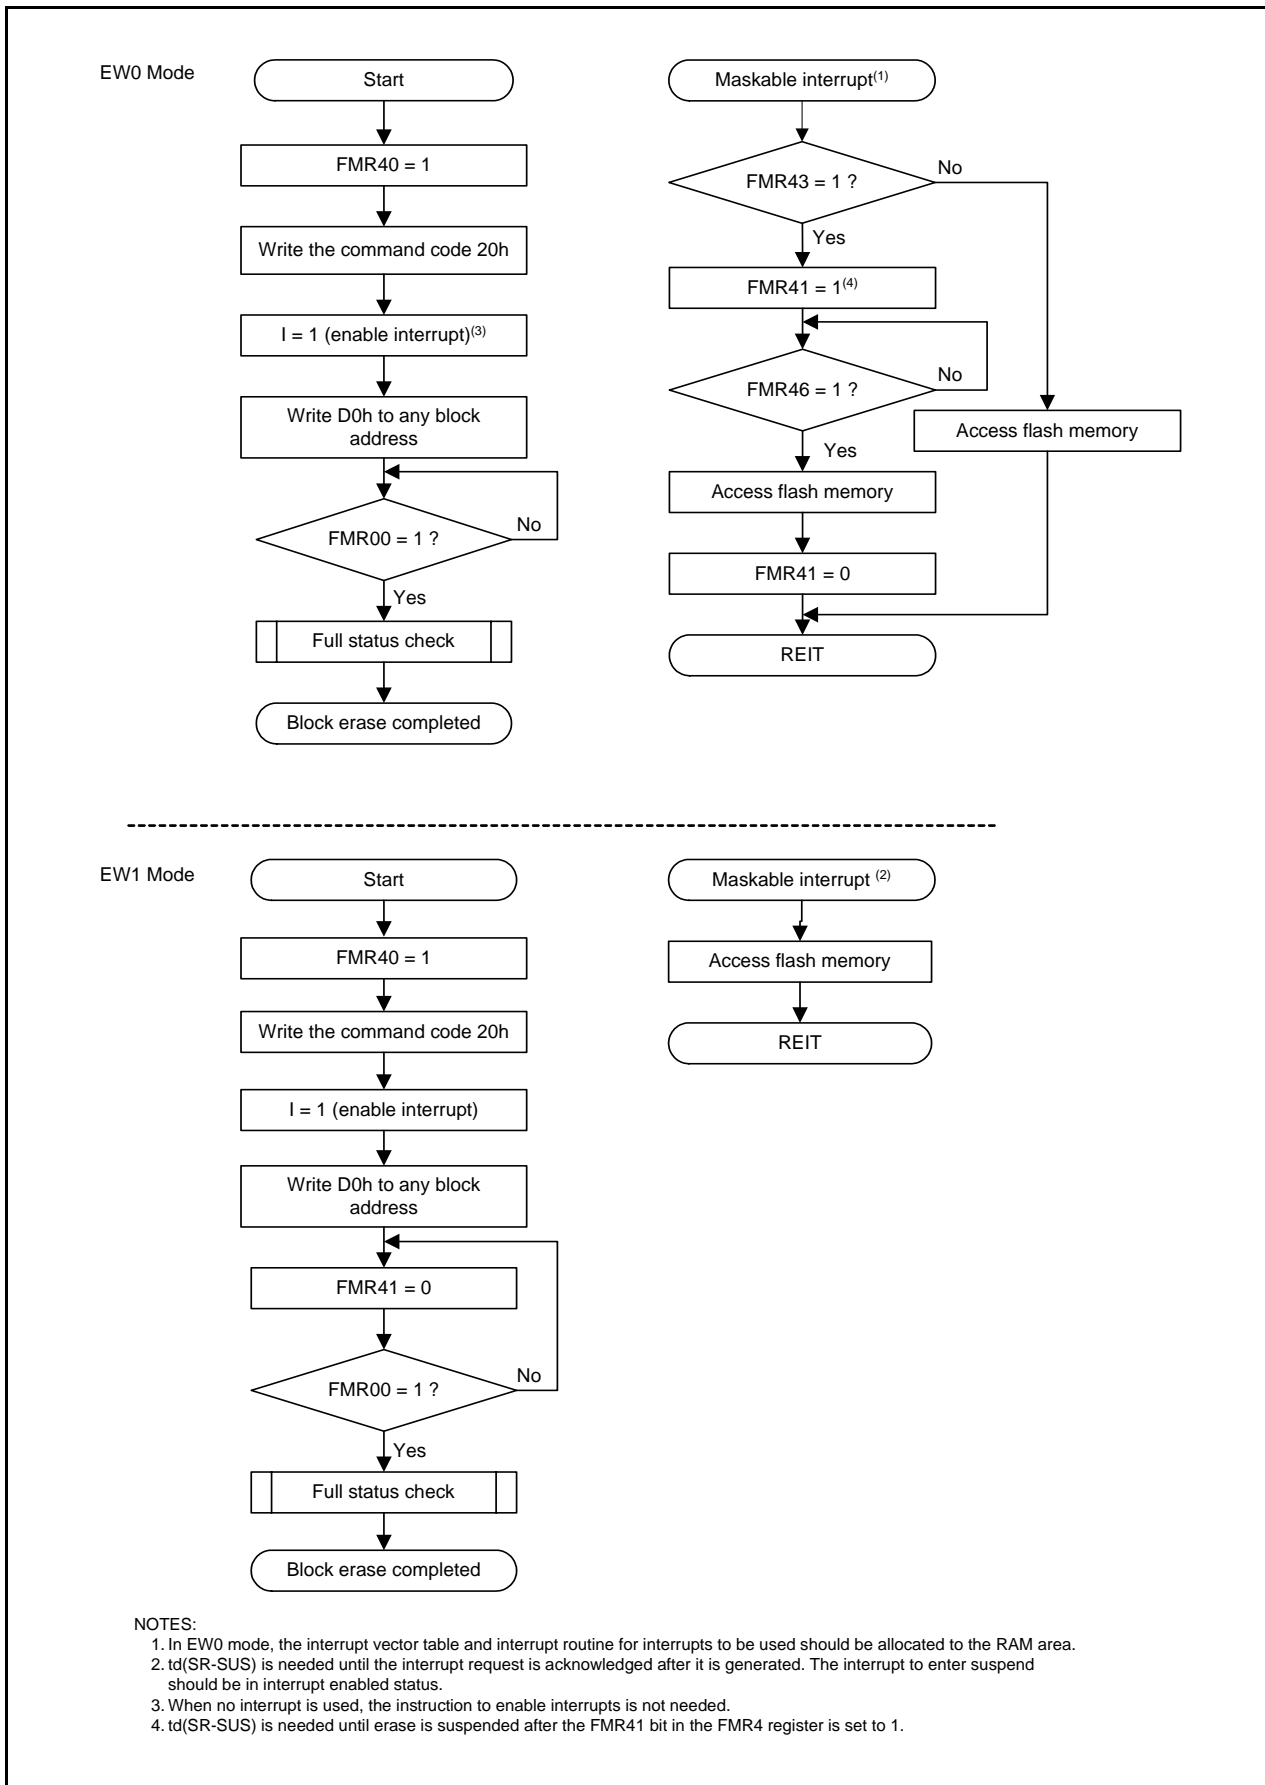 EW0 Mode
Start
FMR40 = 1
Write the command code 20h
I = 1 (enable interrupt)(3)
Write D0h to any block
address
FMR00 = 1 ?
No
Yes
Full status check
Block erase completed
Maskable interrupt(1)
FMR43 = 1 ?
No
Yes
FMR41 = 1(4)
FMR46 = 1 ?
No
Yes
Access flash memory
Access flash memory
FMR41 = 0
REIT
EW1 Mode
Start
FMR40 = 1
Write the command code 20h
I = 1 (enable interrupt)
Write D0h to any block
address
FMR41 = 0
FMR00 = 1 ?
No
Yes
Full status check
Block erase completed
Maskable interrupt (2)
Access flash memory
REIT
NOTES:
1. In EW0 mode, the interrupt vector table and interrupt routine for interrupts to be used should be allocated to the RAM area.
2. td(SR-SUS) is needed until the interrupt request is acknowledged after it is generated. The interrupt to enter suspend
should be in interrupt enabled status.
3. When no interrupt is used, the instruction to enable interrupts is not needed.
4. td(SR-SUS) is needed until erase is suspended after the FMR41 bit in the FMR4 register is set to 1.